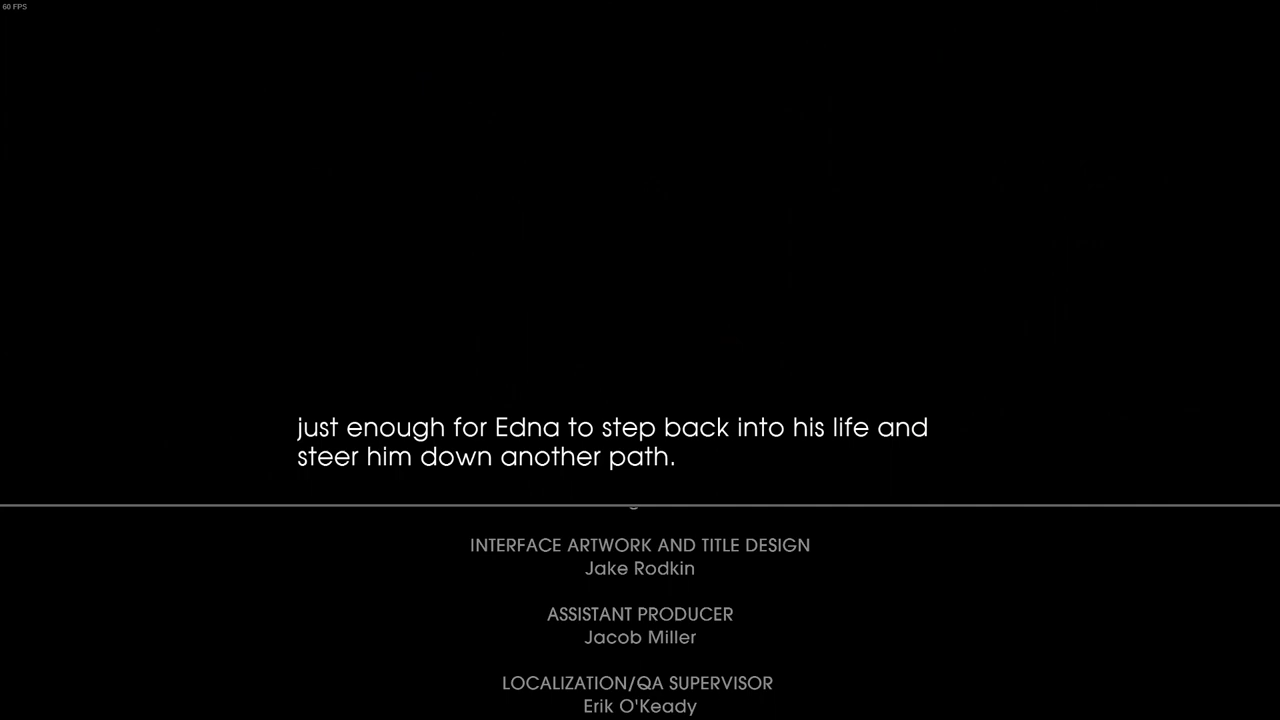 60 FPS
just enough for Edna to step back into his life and
steer him down another path.
INTERFACE ARTWORK AND TITLE DESIGN
Jake Rodkin
ASSISTANT PRODUCER
Jacob Miller
LOCALIZATION/QA SUPERVISOR
Erik O'Keady